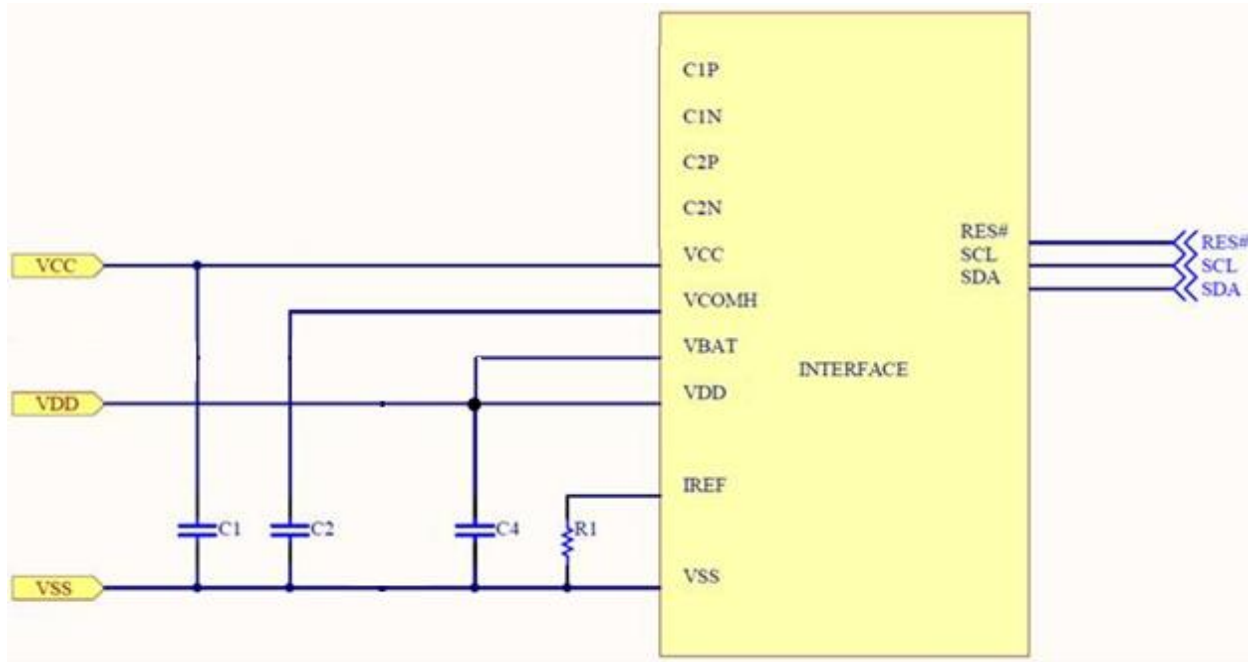 C1P
C1N
C2P
C2N
RES#
RES#
VCC
VCC
SCL
SCL
SDA
SDA
VCOMH
VBAT
INTERFACE
VDD
VDD
IREF
C1
C2
C4
R1
VSS
VSS